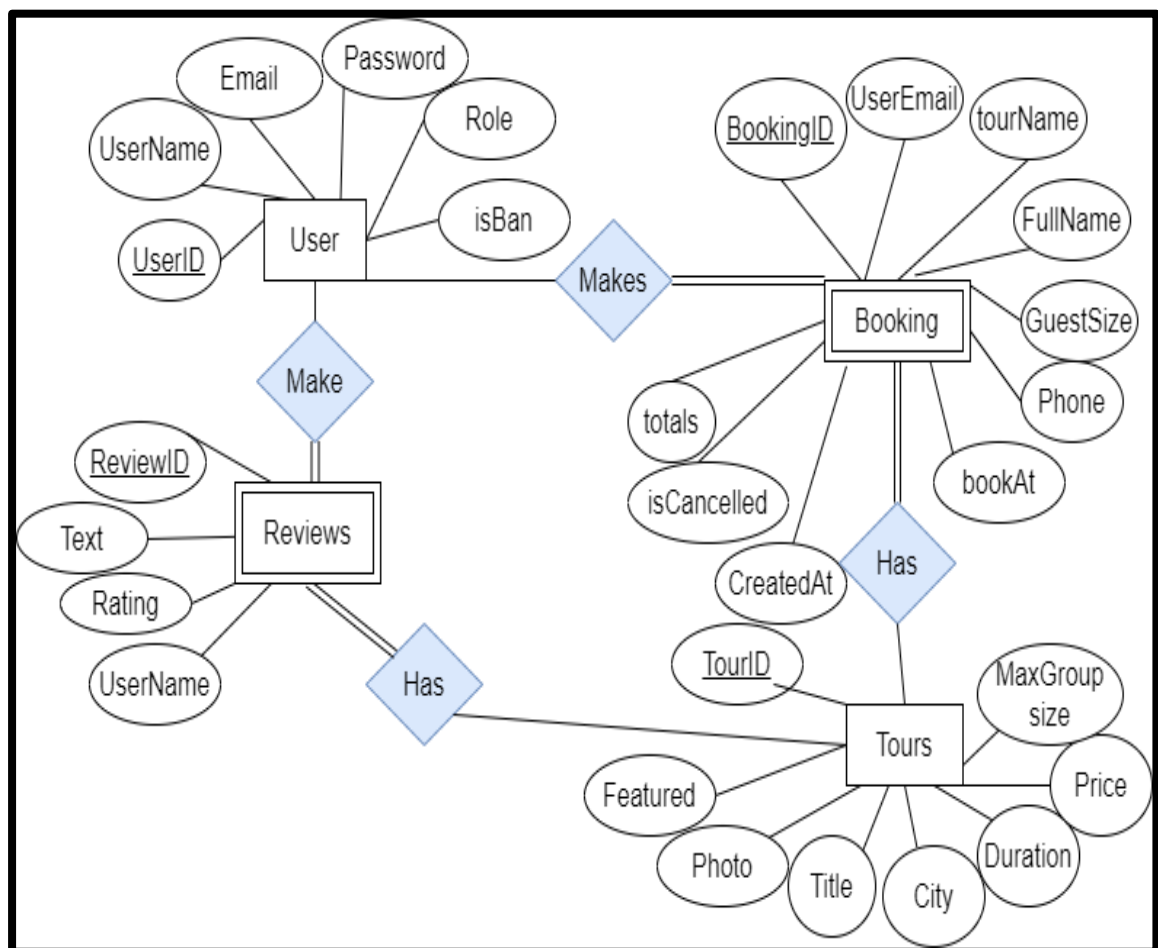 Email
Password
UserName
Role
UserID
User
isBan
BookingID
UserEmail
tourName
FullName
Makes
Booking
GuestSize
Phone
totals
isCancelled
bookAt
CreatedAt
Has
Make
ReviewID
Text
Reviews
Rating
UserName
Has
TourID
MaxGroup
size
Tours
Price
Featured
Photo
Title
City
Duration